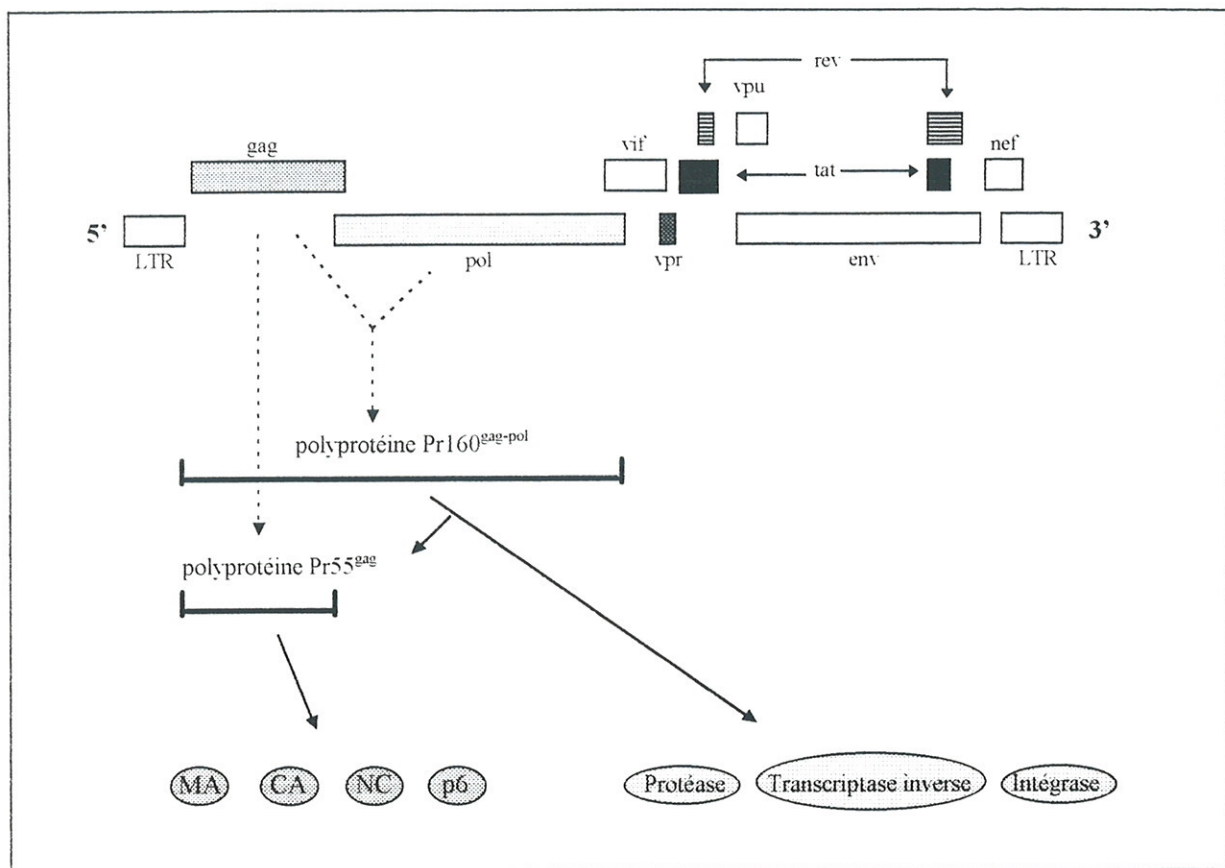 rev
vpu
gag
vif
nef
tat
5' 3'
LTR
pol
vpr
env
LTR
polyprotéine Pr160gag-pol
polyprotéine Pr55gag
MA CA NC p6 Protéase Transcriptase inverse Intégrase